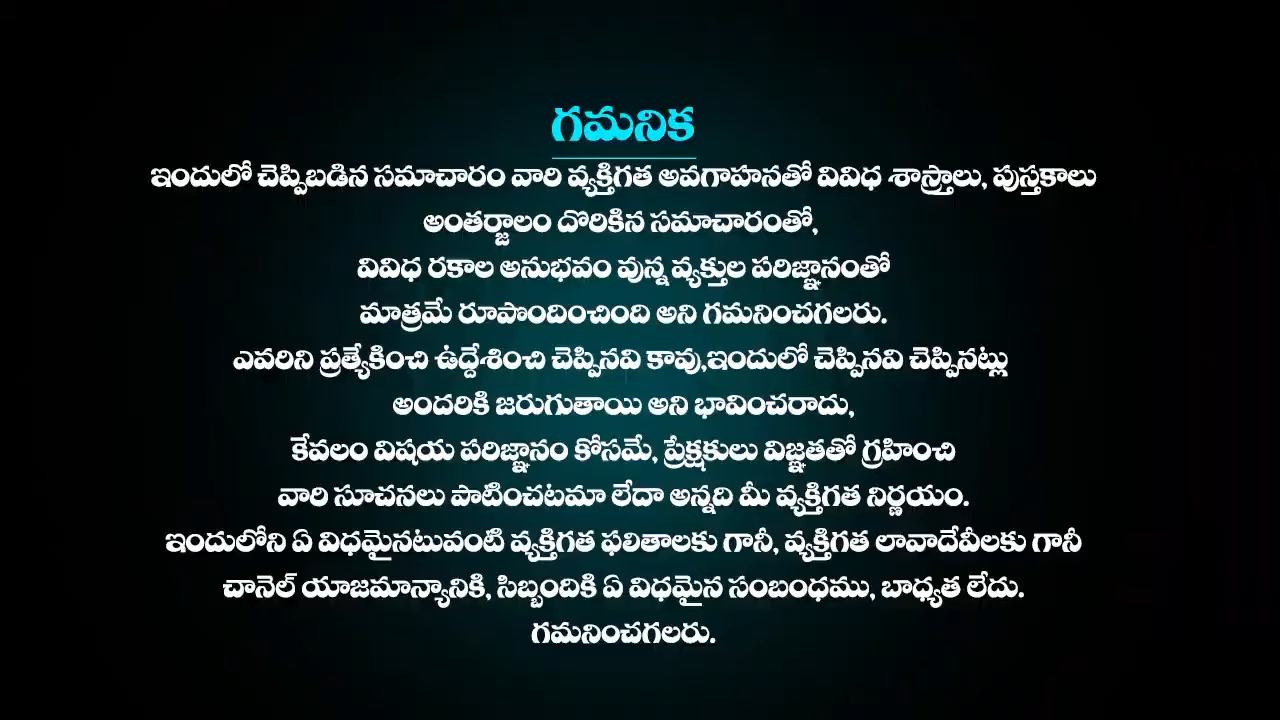 గమనిక
ఇందులో చెప్పిబడిన సమాచారం వారి వ్యక్తిగత అవగాహనతో వివిధ శాస్త్రాలు, పుస్తకాలు
అంతర్జాలం దొరికిన సమాచారంతో,
వివిధ రకాల అనుభవం వున్న వ్యక్తుల పరిజ్ఞానంతో
మాత్రమే రూపొందించింది అని గమనించగలరు.
ఎవరిని ప్రత్యేకించి ఉద్దేశించి చెప్పినవి కావు,ఇందులో చెప్పినవి చెప్పినట్లు
అందరికి జరుగుతాయి అని భావించరాదు,
కేవలం విషయ పరిజ్ఞానం కోసమే, ప్రేక్షకులు విజ్ఞతతో గ్రహించి
వారి సూచనలు పాటించటమా లేదా అన్నది మీ వ్యక్తిగత నిర్ణయం.
ఇందులోని ఏ విధమైనటువంటి వ్యక్తిగత ఫలితాలకు గానీ, వ్యక్తిగత లావాదేవీలకు గానీ
చానెల్ యాజమాన్యానికి, సిబ్బందికి ఏ విధమైన సంబంధము, బాధ్యత లేదు.
గమనించగలరు.